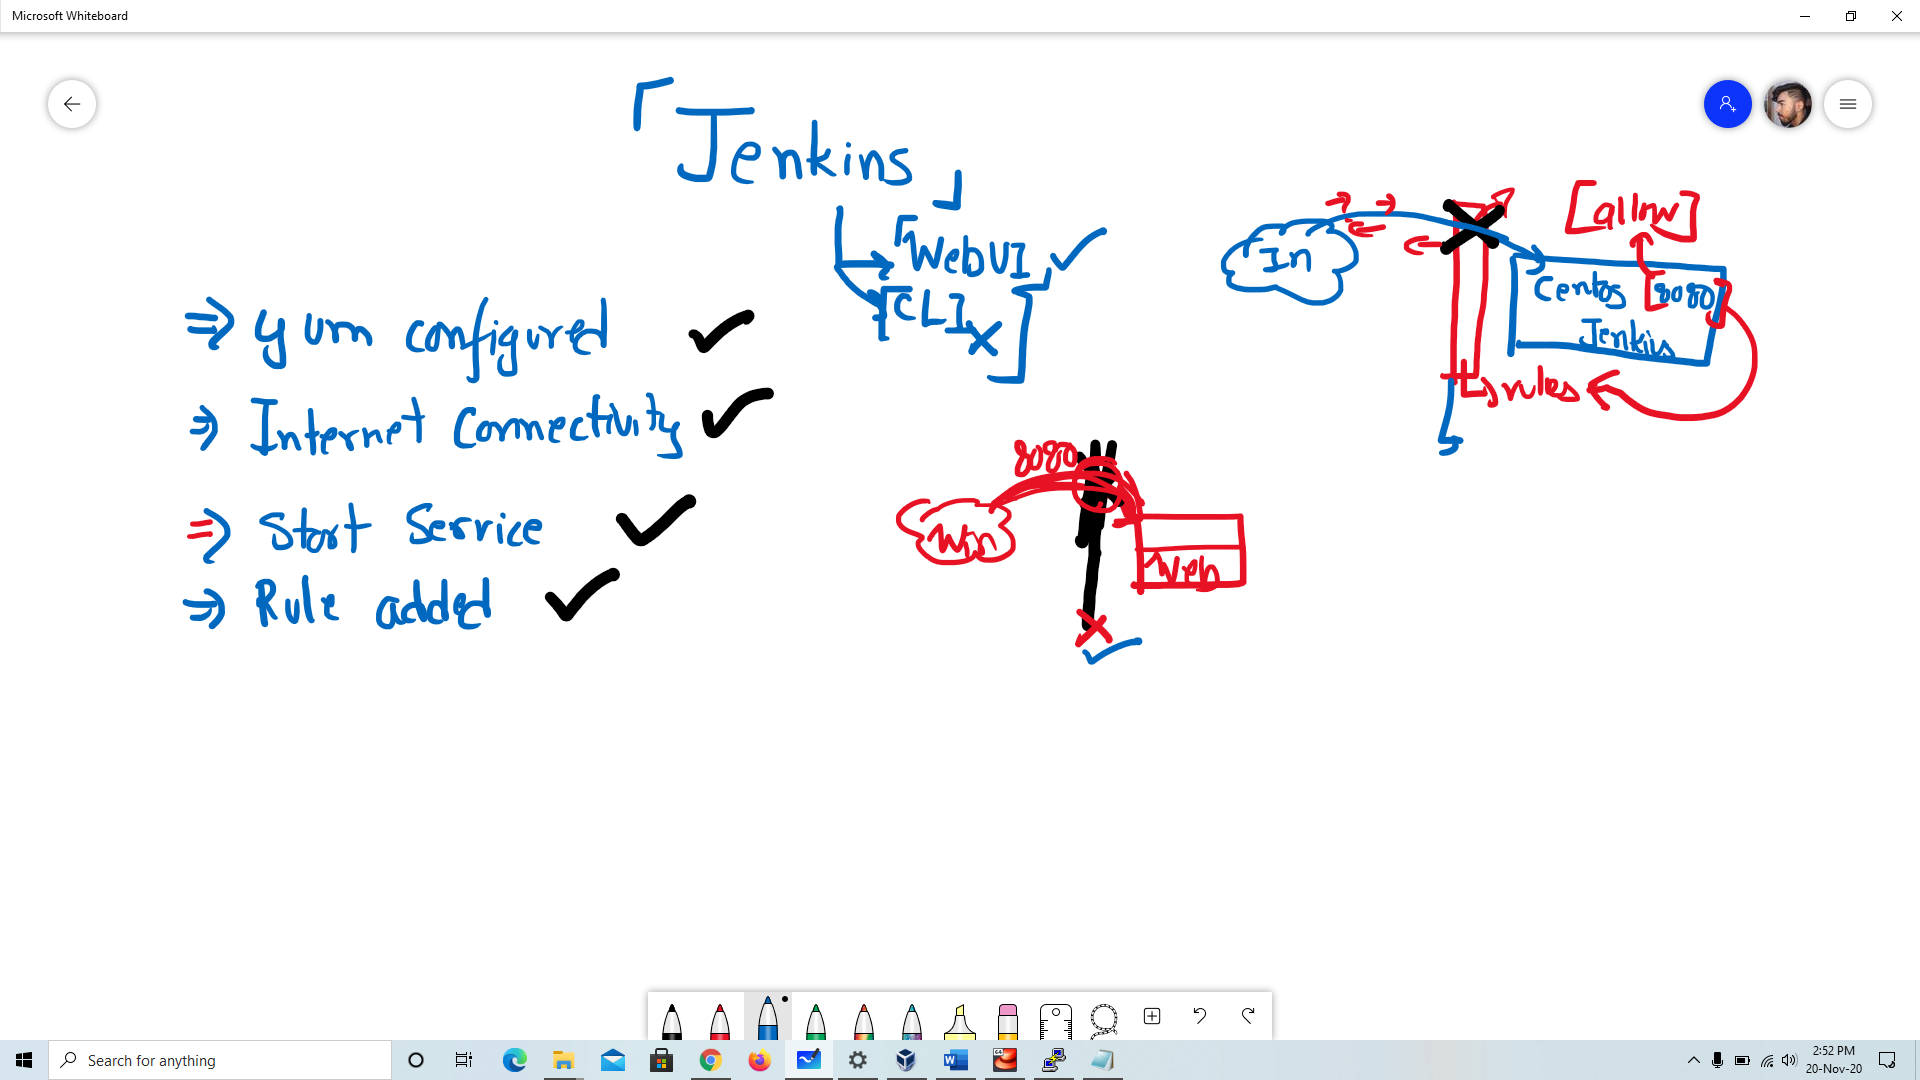 Microsoft Whiteboard
Jenkins
WebUI
CLI
yum configured
Internet Connectivity
Start Service
Rule added
In
[allow]
Centos [8080]
Jenkins
rules
8080
Win
Web
Search for anything
2:52 PM
20-Nov-20